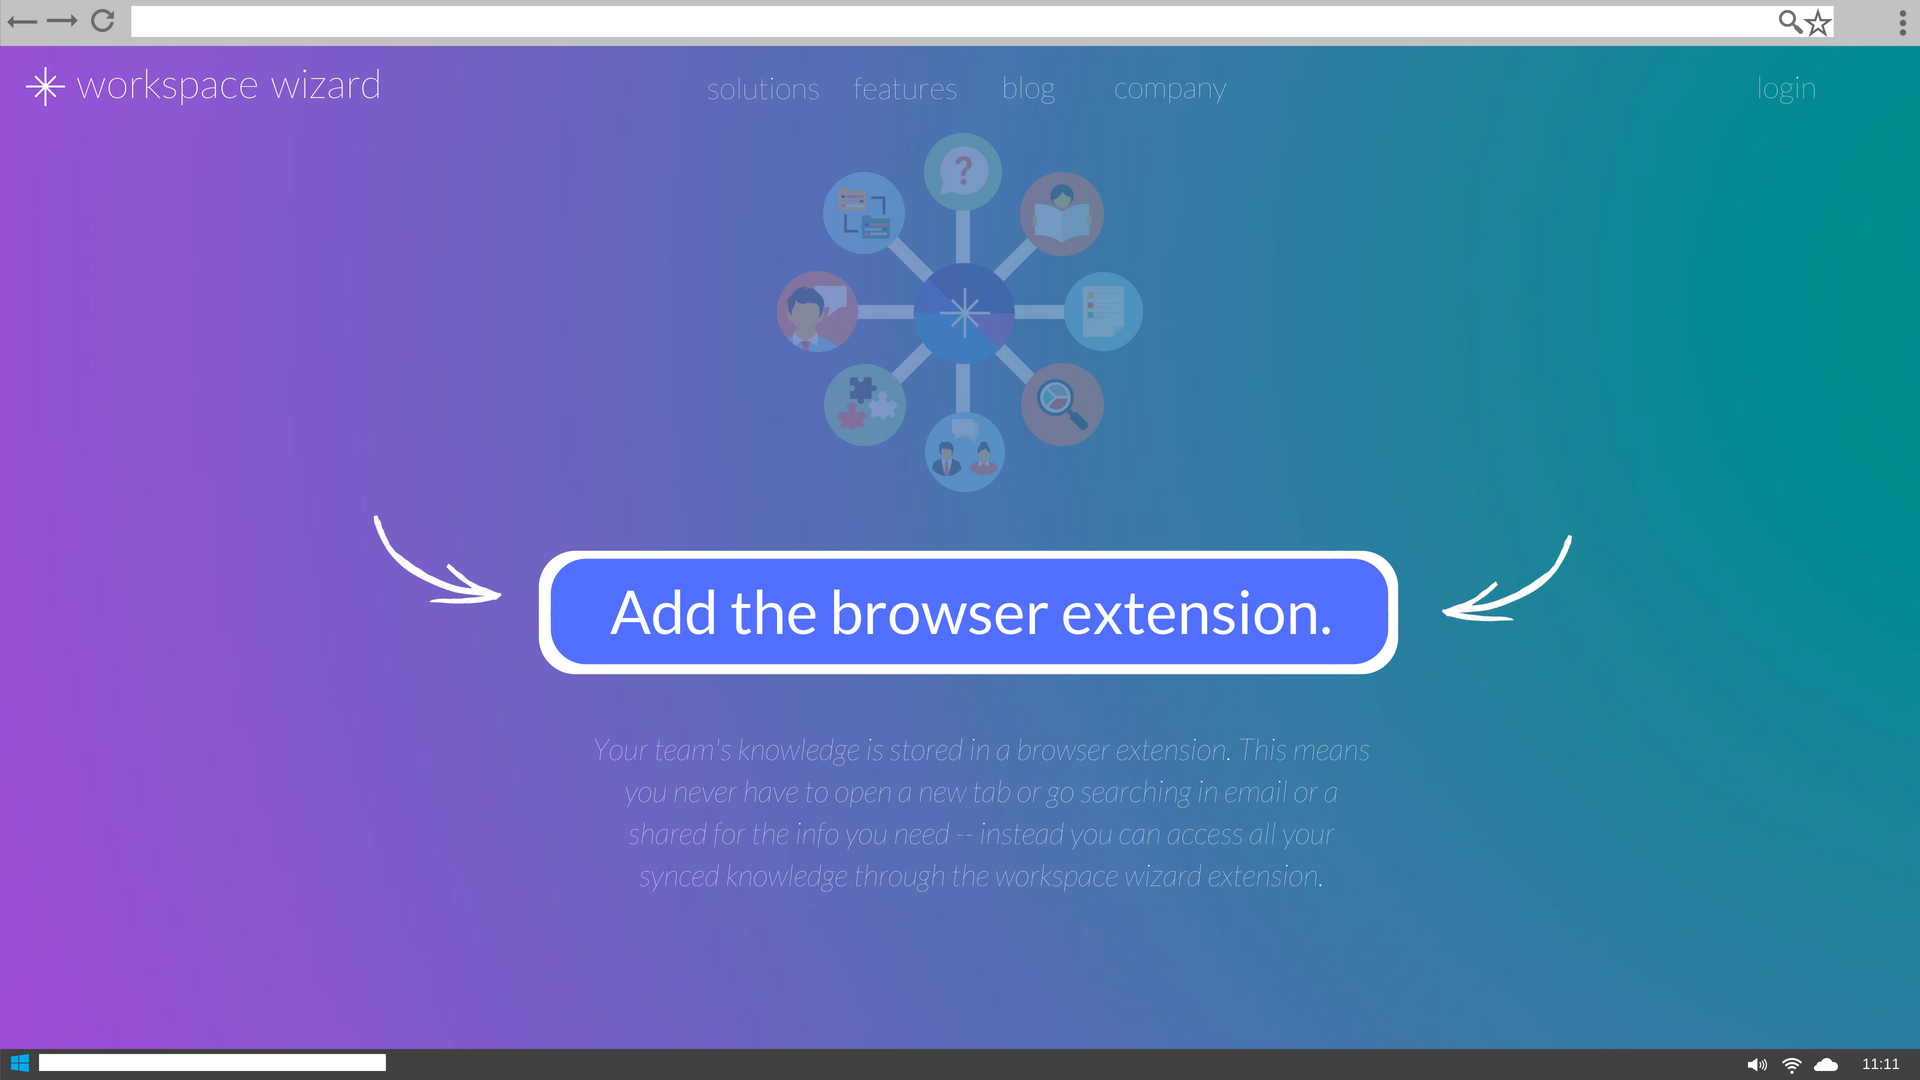 workspace wizard
solutions features blog company login
?
Add the browser extension.
Your team's knowledge is stored in a browser extension. This means
you never have to open a new tab or go searching in email or a
shared for the info you need -- instead you can access all your
synced knowledge through the workspace wizard extension.
11:11